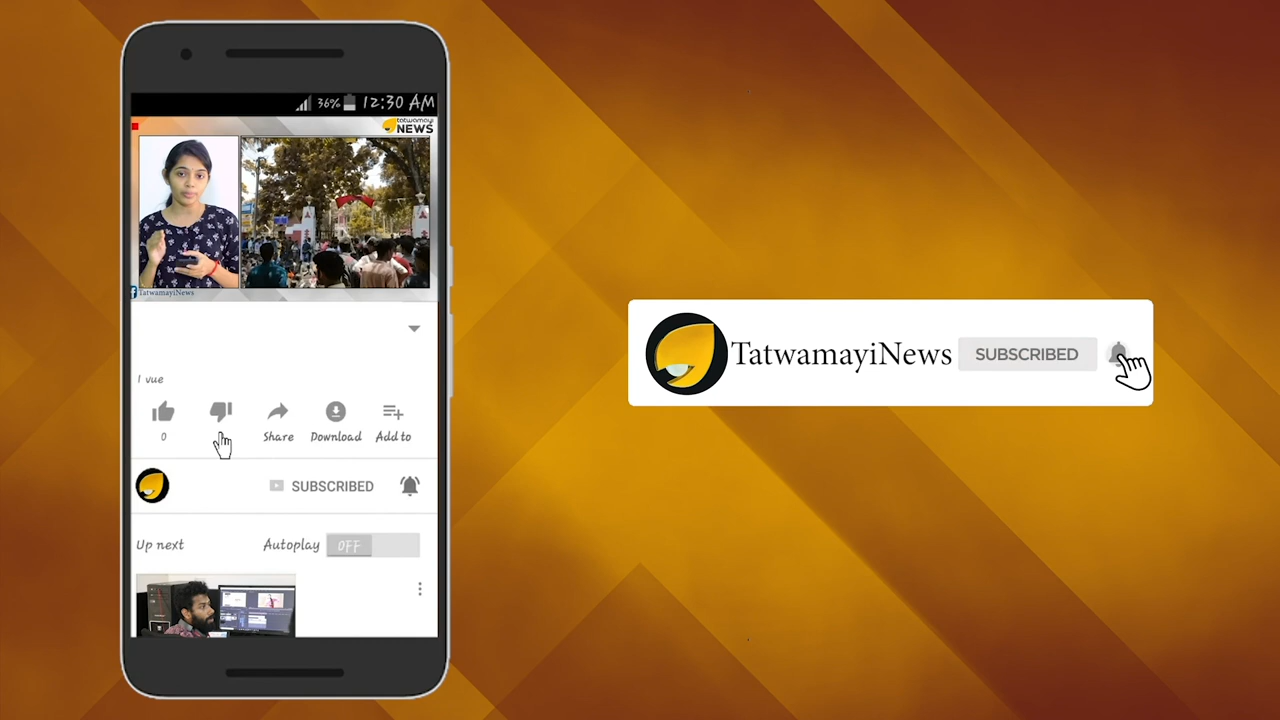 36% 12:30 AM
tatwamayi
NEWS
TatwamayiNews
1 vue
0 Share Download Add to
SUBSCRIBED
Up next Autoplay OFF
TatwamayiNews SUBSCRIBED